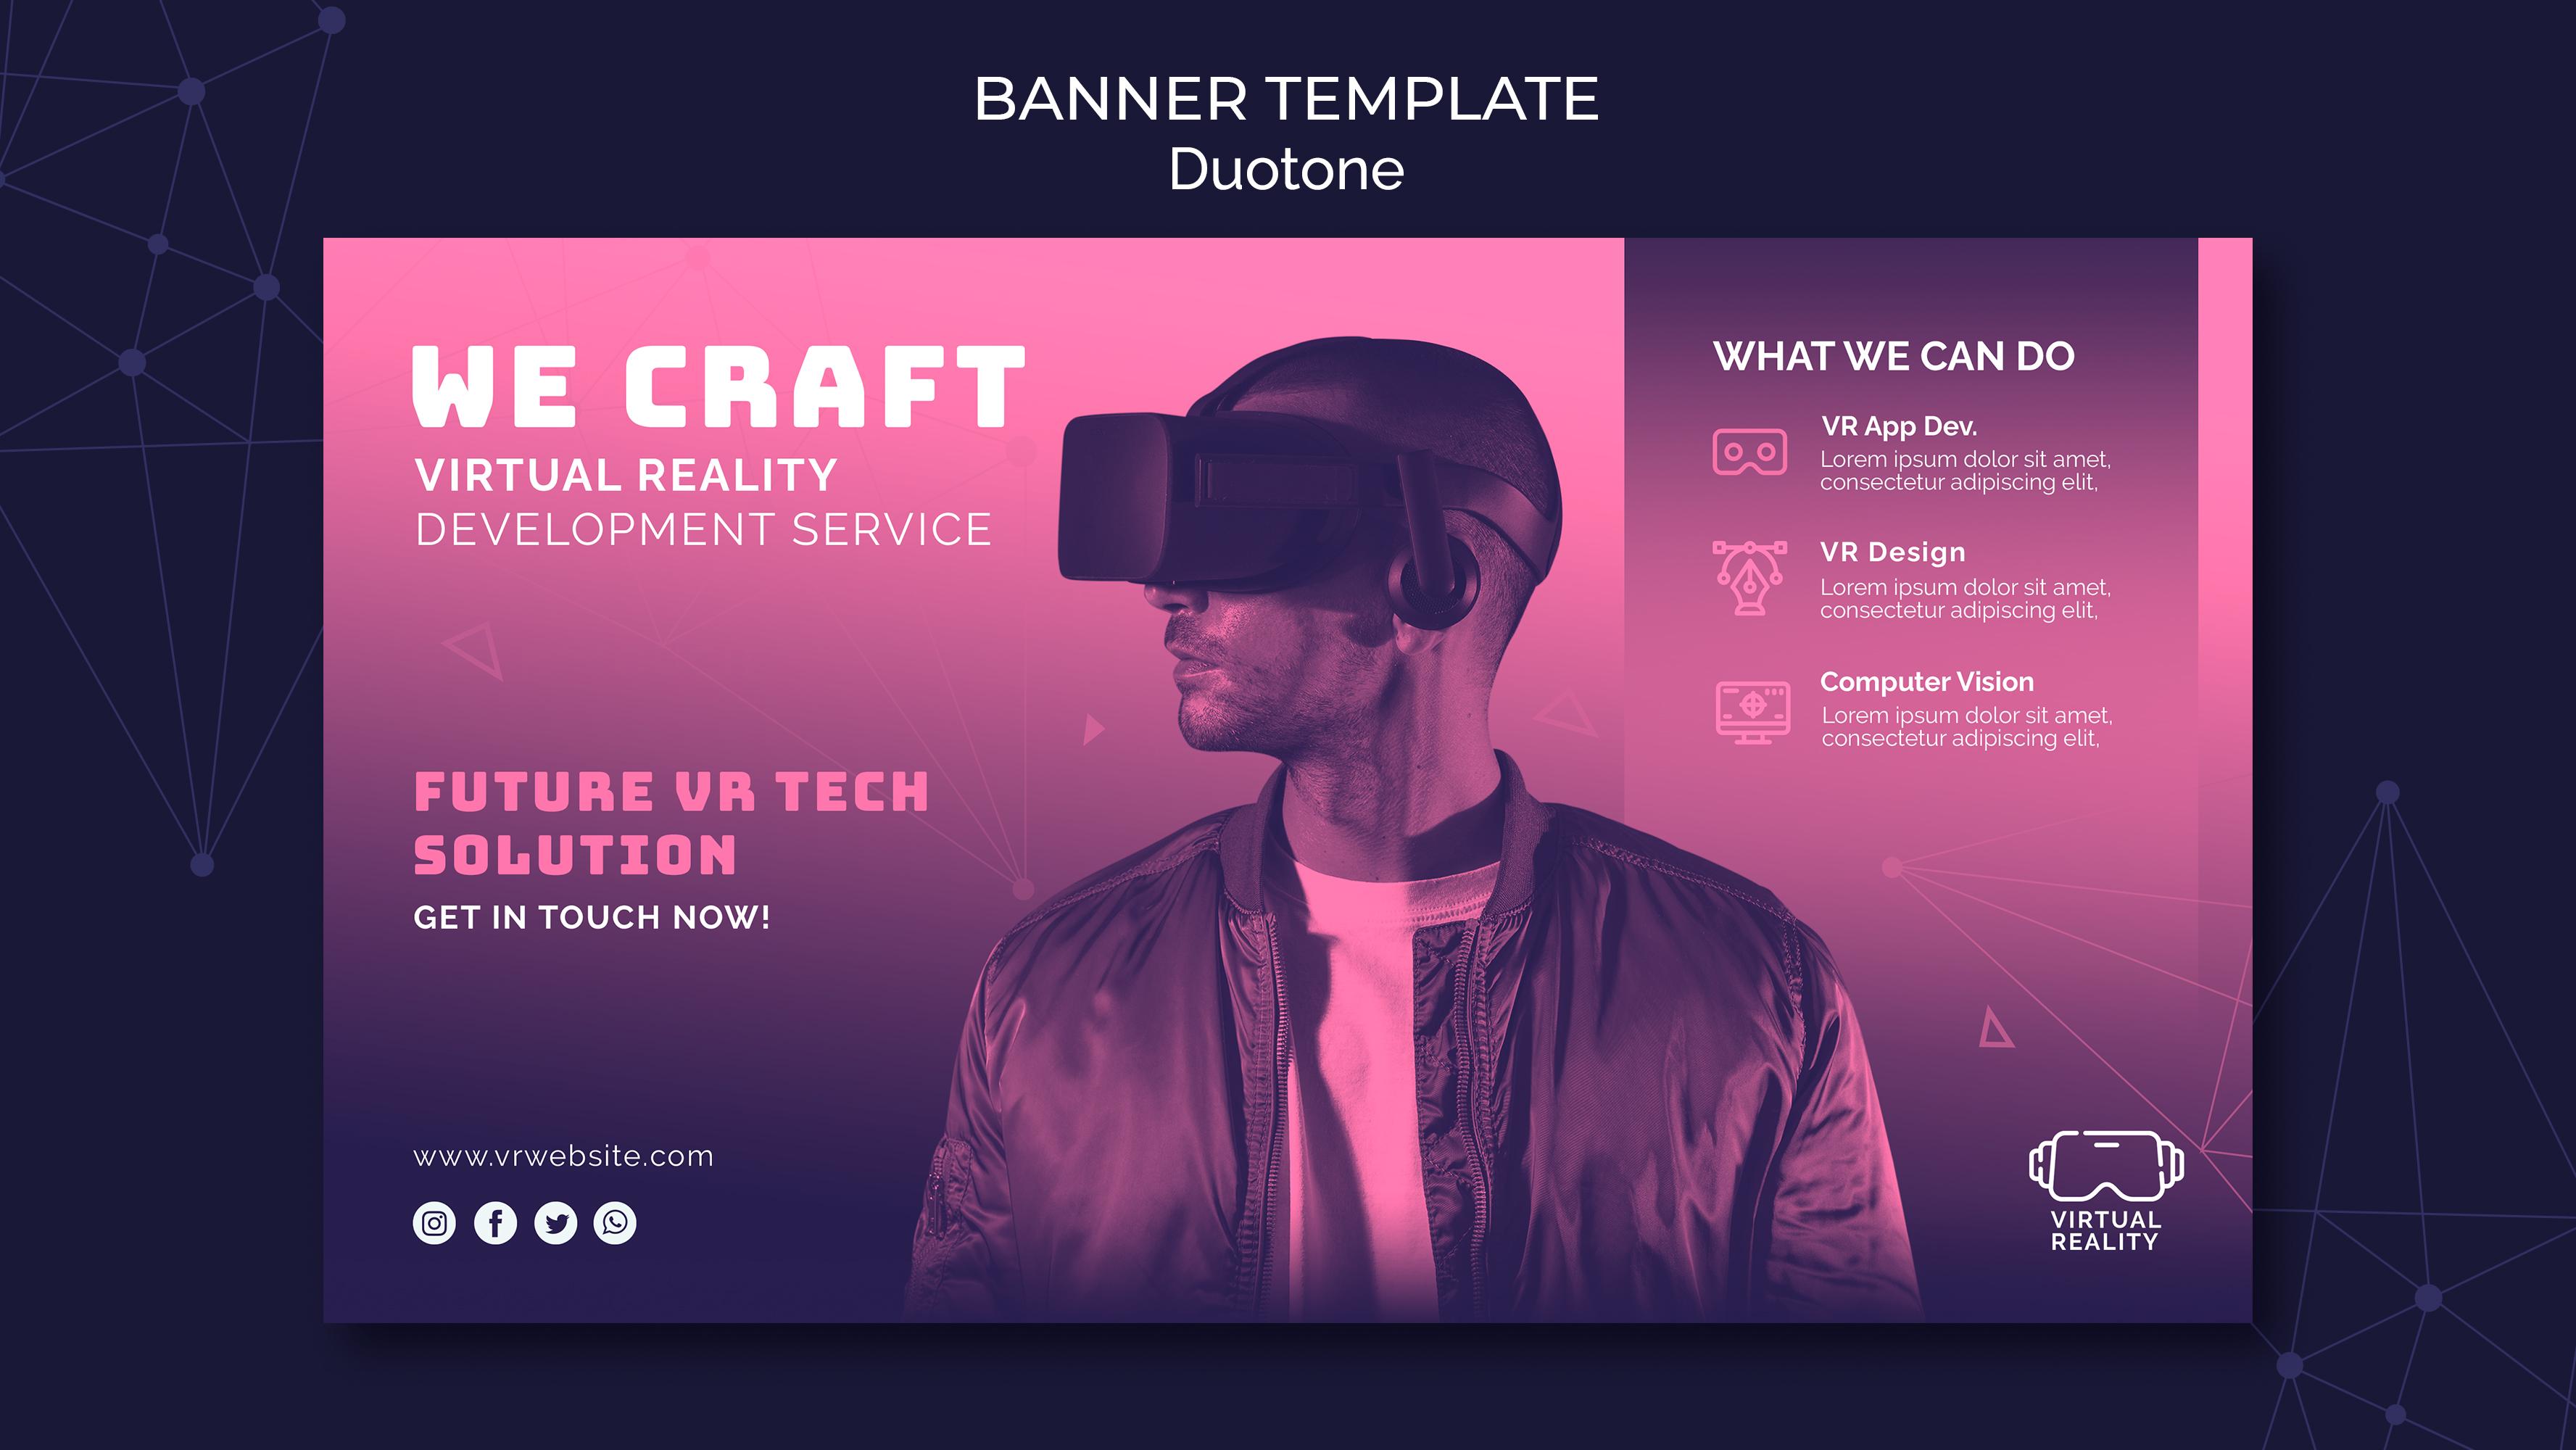 BANNER TEMPLATE
Duotone
WE CRAFT
VIRTUAL REALITY
DEVELOPMENT SERVICE
FUTURE VR TECH
SOLUTION
GET IN TOUCH NOW!
www.vrwebsite.com
WHAT WE CAN DO
VR App Dev.
Lorem ipsum dolor sit amet,
consectetur adipiscing elit,
VR Design
Lorem ipsum dolor sit amet,
consectetur adipiscing elit,
Computer Vision
Lorem ipsum dolor sit amet,
consectetur adipiscing elit,
VIRTUAL
REALITY